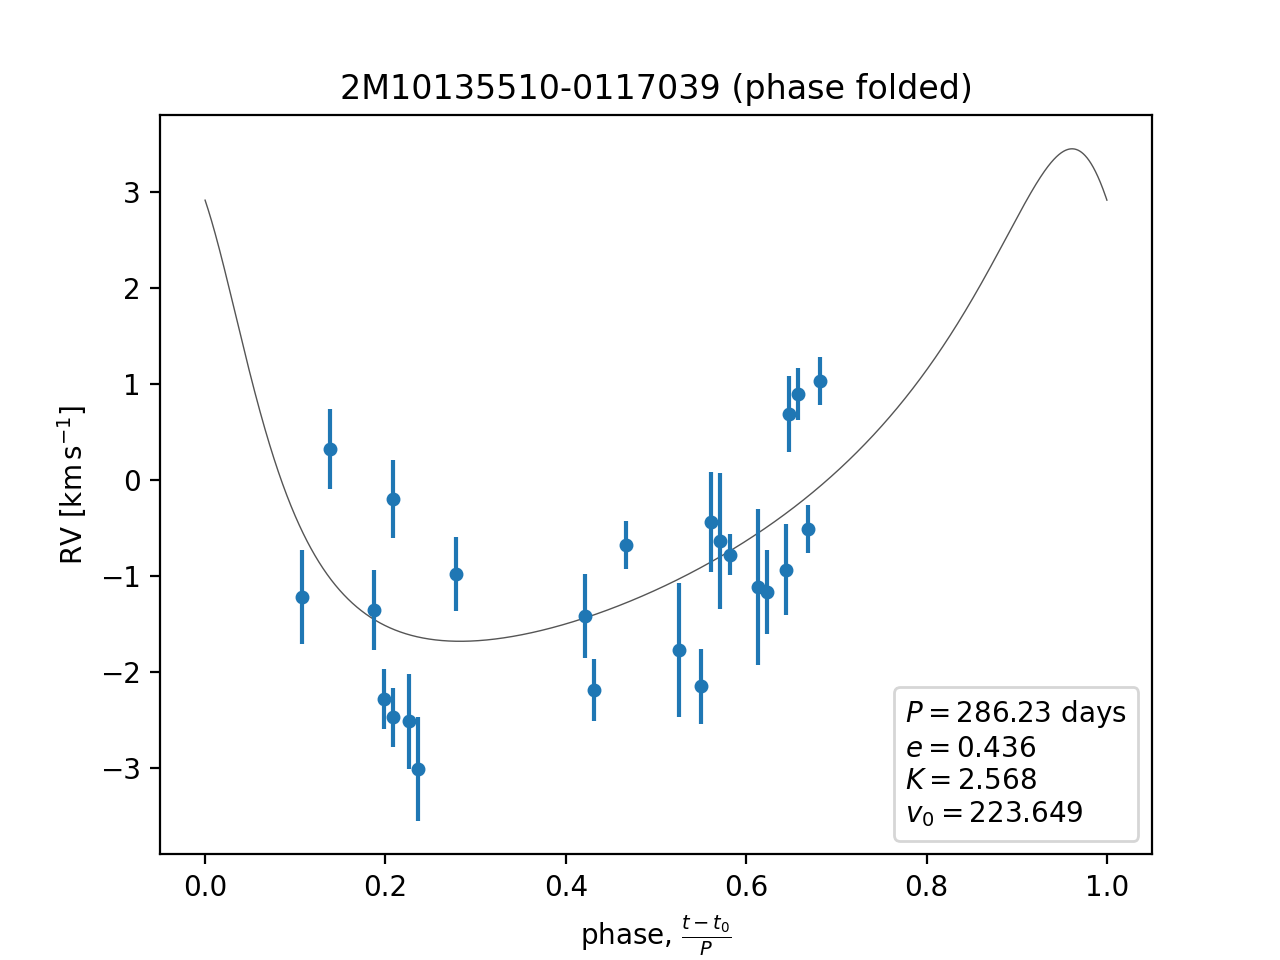 2M10135510-0117039 (phase folded)
RV [km s⁻¹]
3
2
1
0
−1
−2
−3
P = 286.23 days
e = 0.436
K = 2.568
v₀ = 223.649
0.0 0.2 0.4 0.6 0.8 1.0
phase, (t − t₀)/P